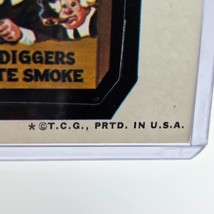 DIGGERS
TE SMOKE
*©T.C.G., PRTD. IN U.S.A.